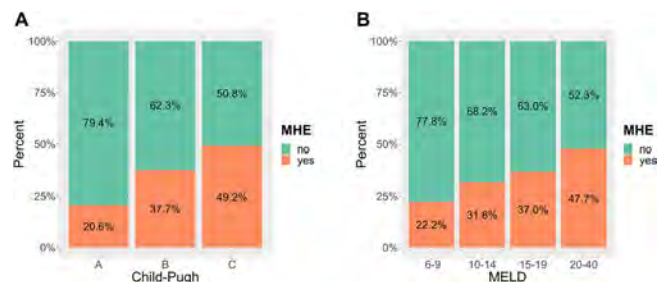 A
100%
75%
50%
25%
0%
Percent
79.4%
62.3%
50.8%
20.6%
37.7%
49.2%
A B C
Child-Pugh
MHE
no
yes
B
100%
75%
50%
25%
0%
Percent
77.8%
68.2%
63.0%
52.3%
22.2%
31.8%
37.0%
47.7%
6-9 10-14 15-19 20-40
MELD
MHE
no
yes